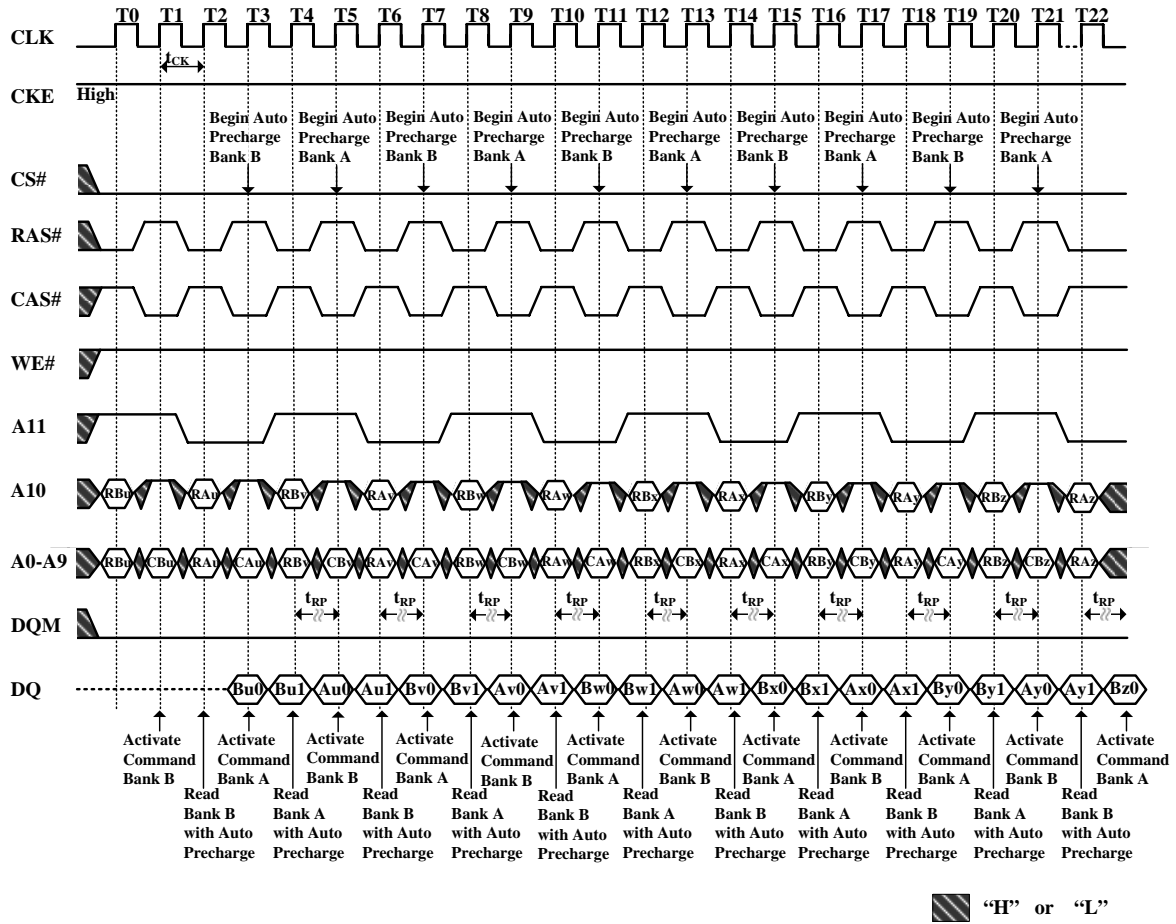 T0 T1 T2 T3 T4 T5 T6 T7 T8 T9 T10 T11 T12 T13 T14 T15 T16 T17 T18 T19 T20 T21 T22
CLK
tCK
CKE
High
Begin Auto Precharge Bank B
Begin Auto Precharge Bank A
Begin Auto Precharge Bank B
Begin Auto Precharge Bank A
Begin Auto Precharge Bank B
Begin Auto Precharge Bank A
Begin Auto Precharge Bank B
Begin Auto Precharge Bank A
Begin Auto Precharge Bank B
Begin Auto Precharge Bank A
CS#
RAS#
CAS#
WE#
A11
A10
RBu RAu RBv RAv RBw RAw RBx RAx RBy RAy RBz RAz
A0-A9
RBu CBu RAu CAu RBv CBv RAv CAv RBw CBw RAw CAw RBx CBx RAx CAx RBy CBy RAy CAy RBz CBz RAz
tRP tRP tRP tRP tRP tRP tRP tRP tRP tRP
DQM
DQ
Bu0 Bu1 Au0 Au1 Bv0 Bv1 Av0 Av1 Bw0 Bw1 Aw0 Aw1 Bx0 Bx1 Ax0 Ax1 By0 By1 Ay0 Ay1 Bz0
Activate Command Bank B
Activate Command Bank A
Activate Command Bank B
Activate Command Bank A
Activate Command Bank B
Activate Command Bank A
Activate Command Bank B
Activate Command Bank A
Activate Command Bank B
Activate Command Bank A
Activate Command Bank B
Activate Command Bank A
Read Bank B with Auto Precharge
Read Bank A with Auto Precharge
Read Bank B with Auto Precharge
Read Bank A with Auto Precharge
Read Bank B with Auto Precharge
Read Bank A with Auto Precharge
Read Bank B with Auto Precharge
Read Bank A with Auto Precharge
Read Bank B with Auto Precharge
Read Bank A with Auto Precharge
Read Bank B with Auto Precharge
“H” or “L”